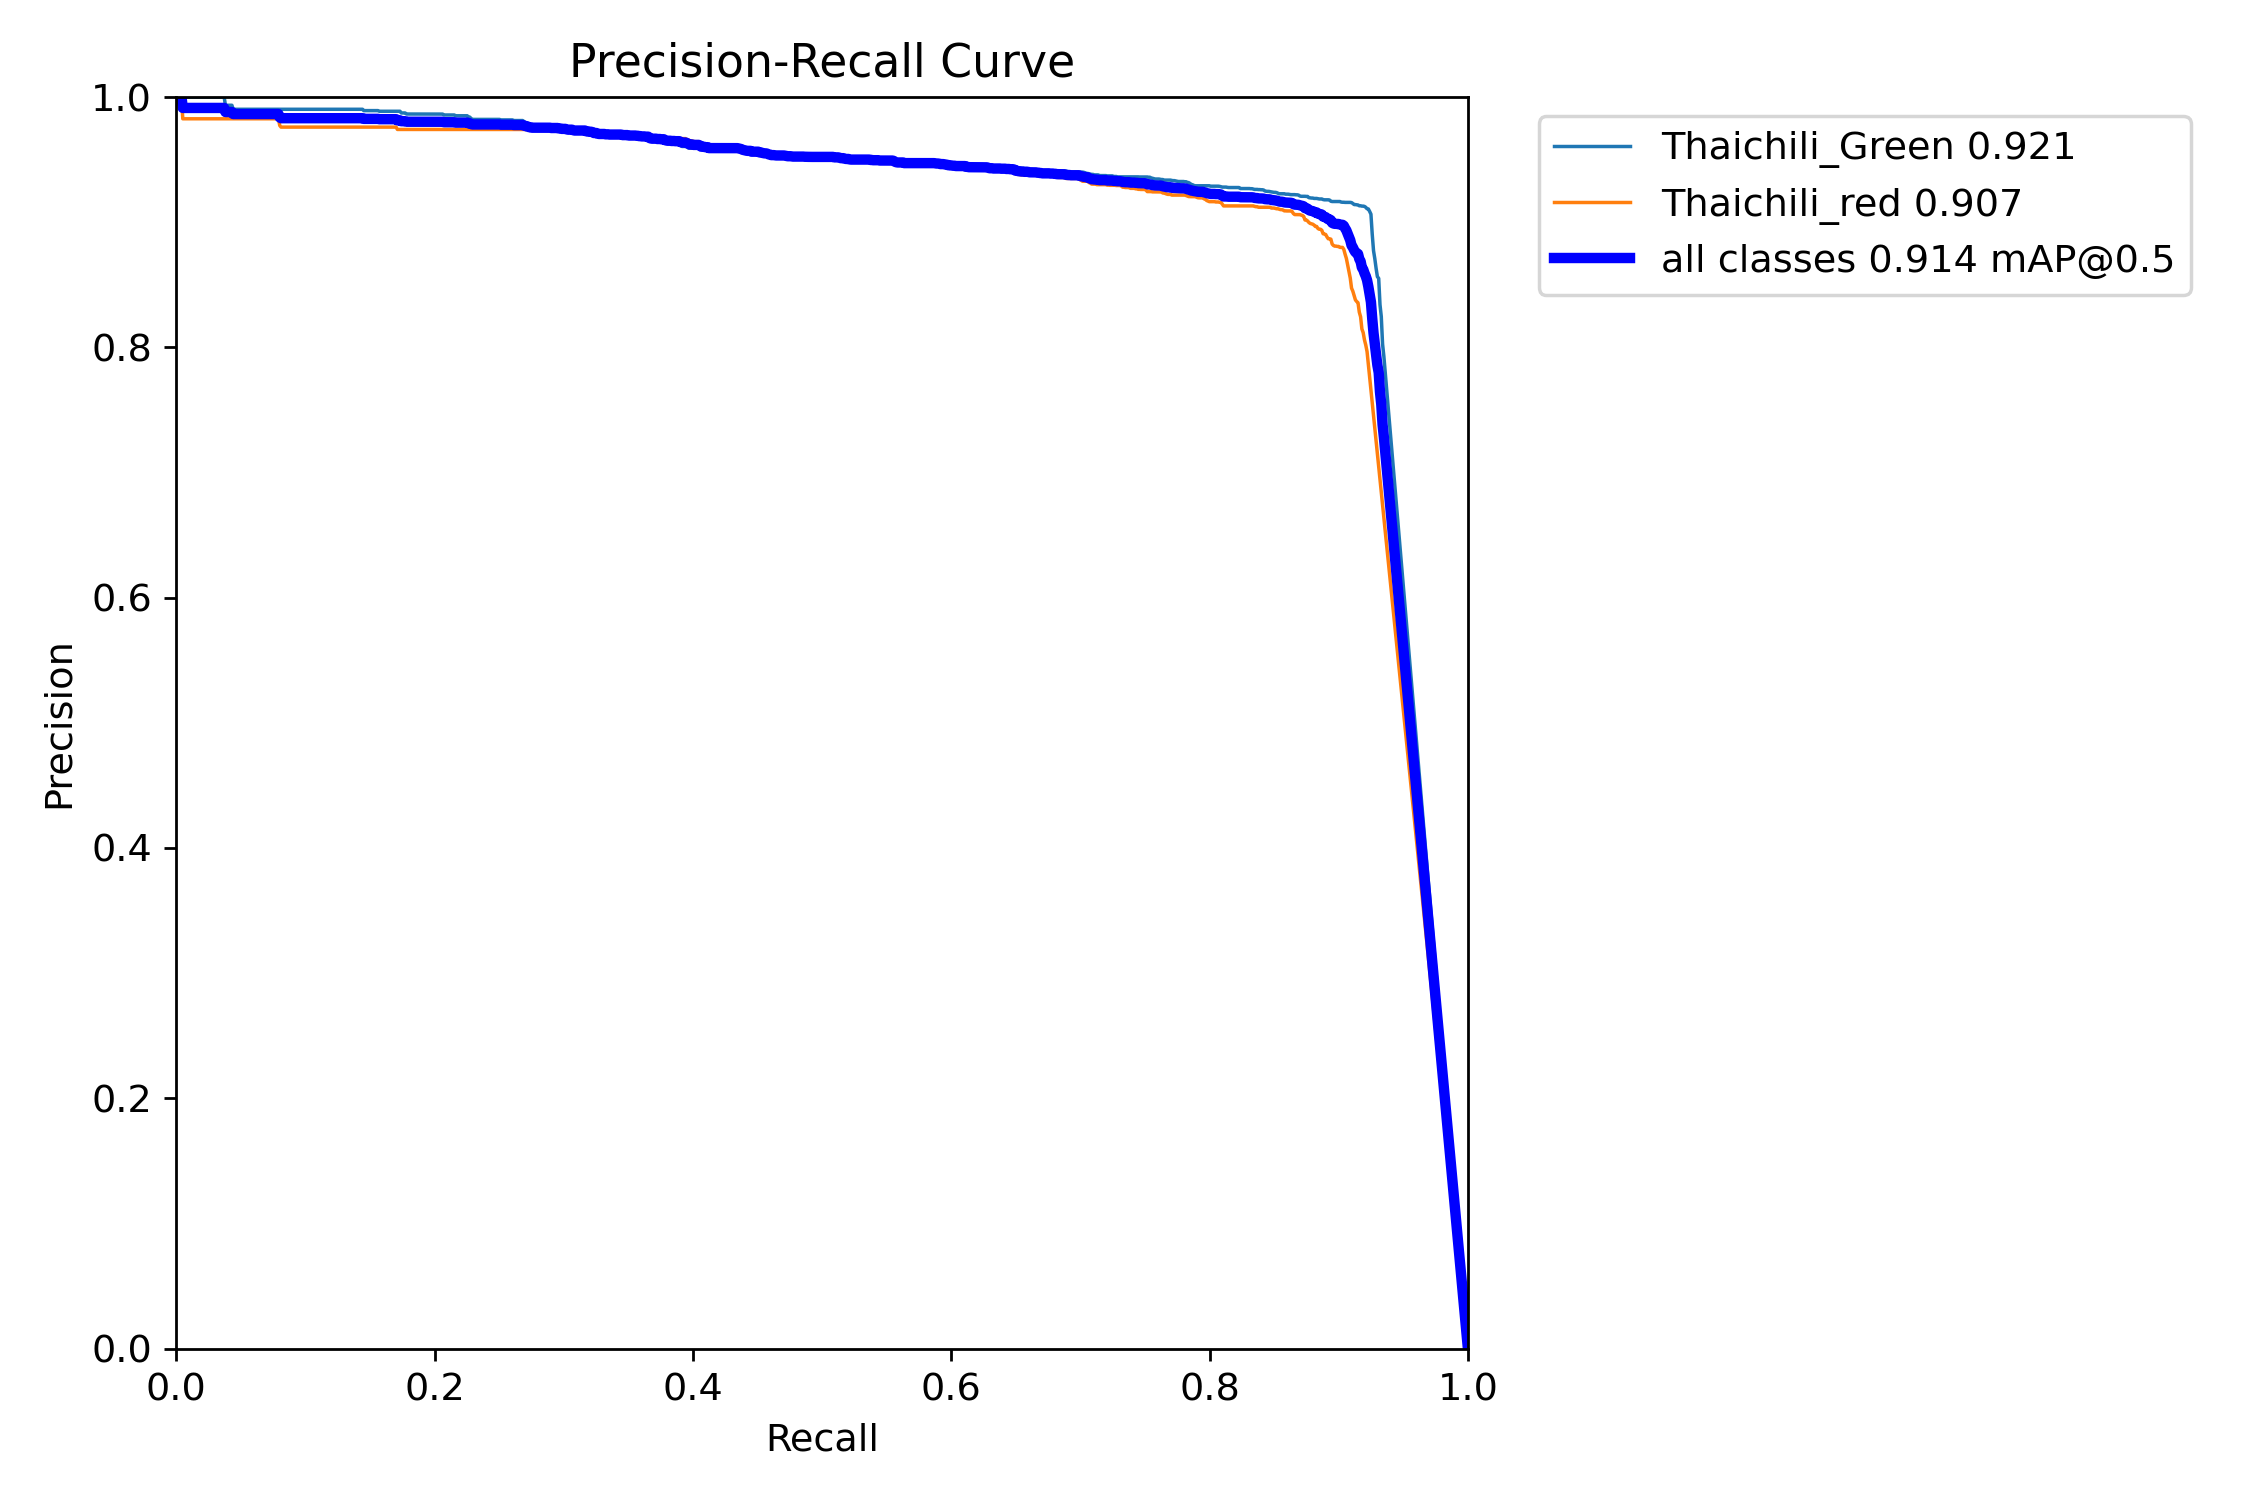 Precision-Recall Curve
1.0
0.8
0.6
0.4
0.2
0.0
Precision
0.0 0.2 0.4 0.6 0.8 1.0
Recall
Thaichili_Green 0.921
Thaichili_red 0.907
all classes 0.914 mAP@0.5